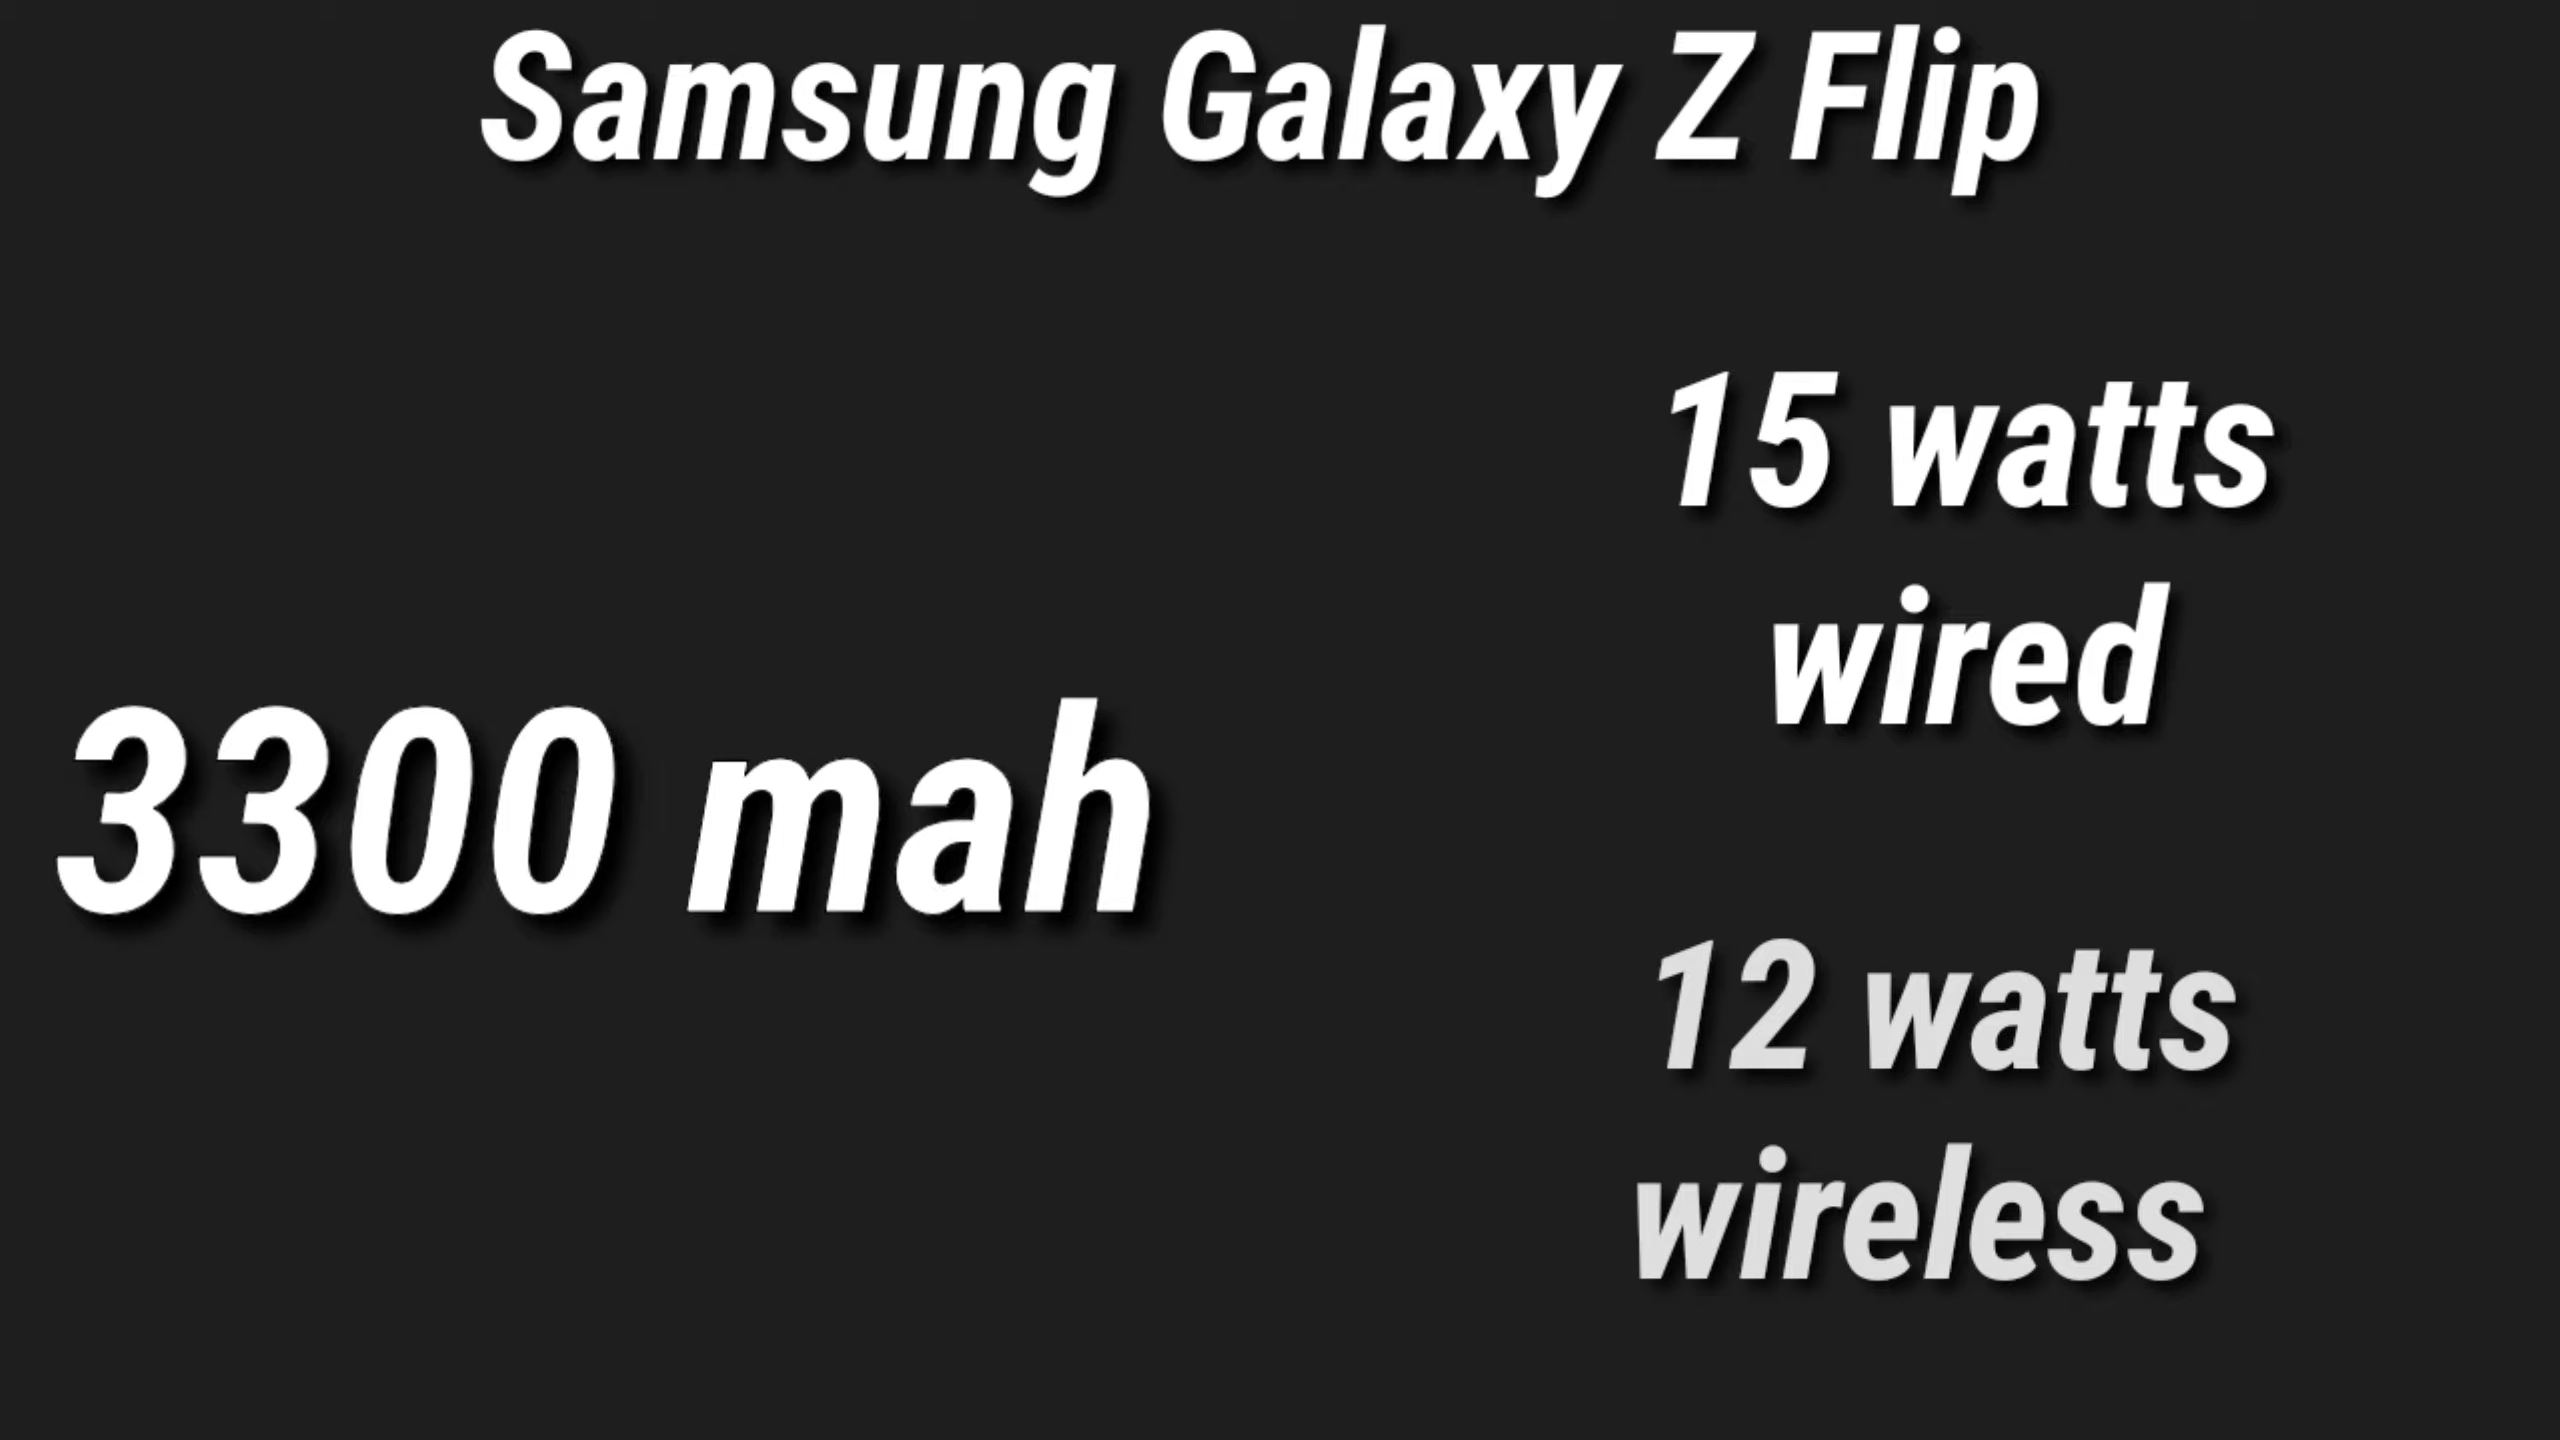 Samsung Galaxy Z Flip
3300 mah
15 watts
wired
12 watts
wireless